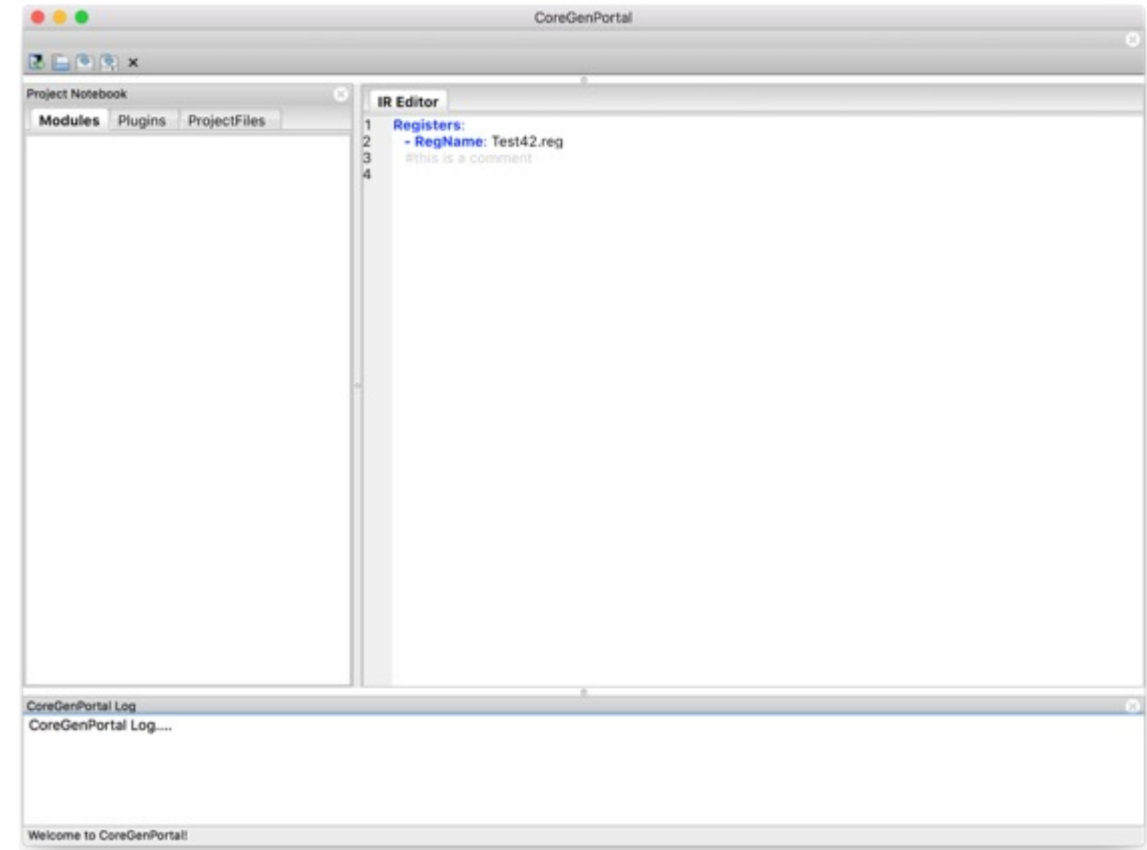 CoreGenPortal
Project Notebook
Modules Plugins ProjectFiles
IR Editor
1 Registers:
2 - RegName: Test42.reg
3 #this is a comment
4
CoreGenPortal Log
CoreGenPortal Log....
Welcome to CoreGenPortal!